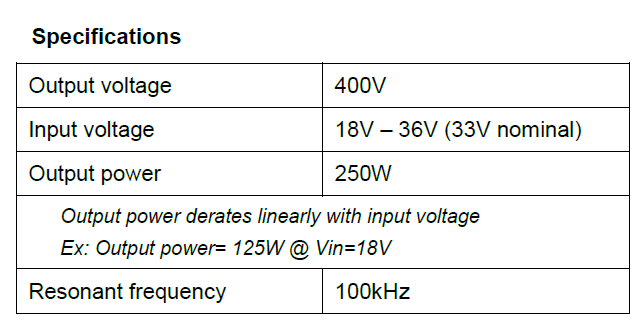 Specifications
Output voltage 400V
Input voltage 18V – 36V (33V nominal)
Output power 250W
Output power derates linearly with input voltage
Ex: Output power= 125W @ Vin=18V
Resonant frequency 100kHz